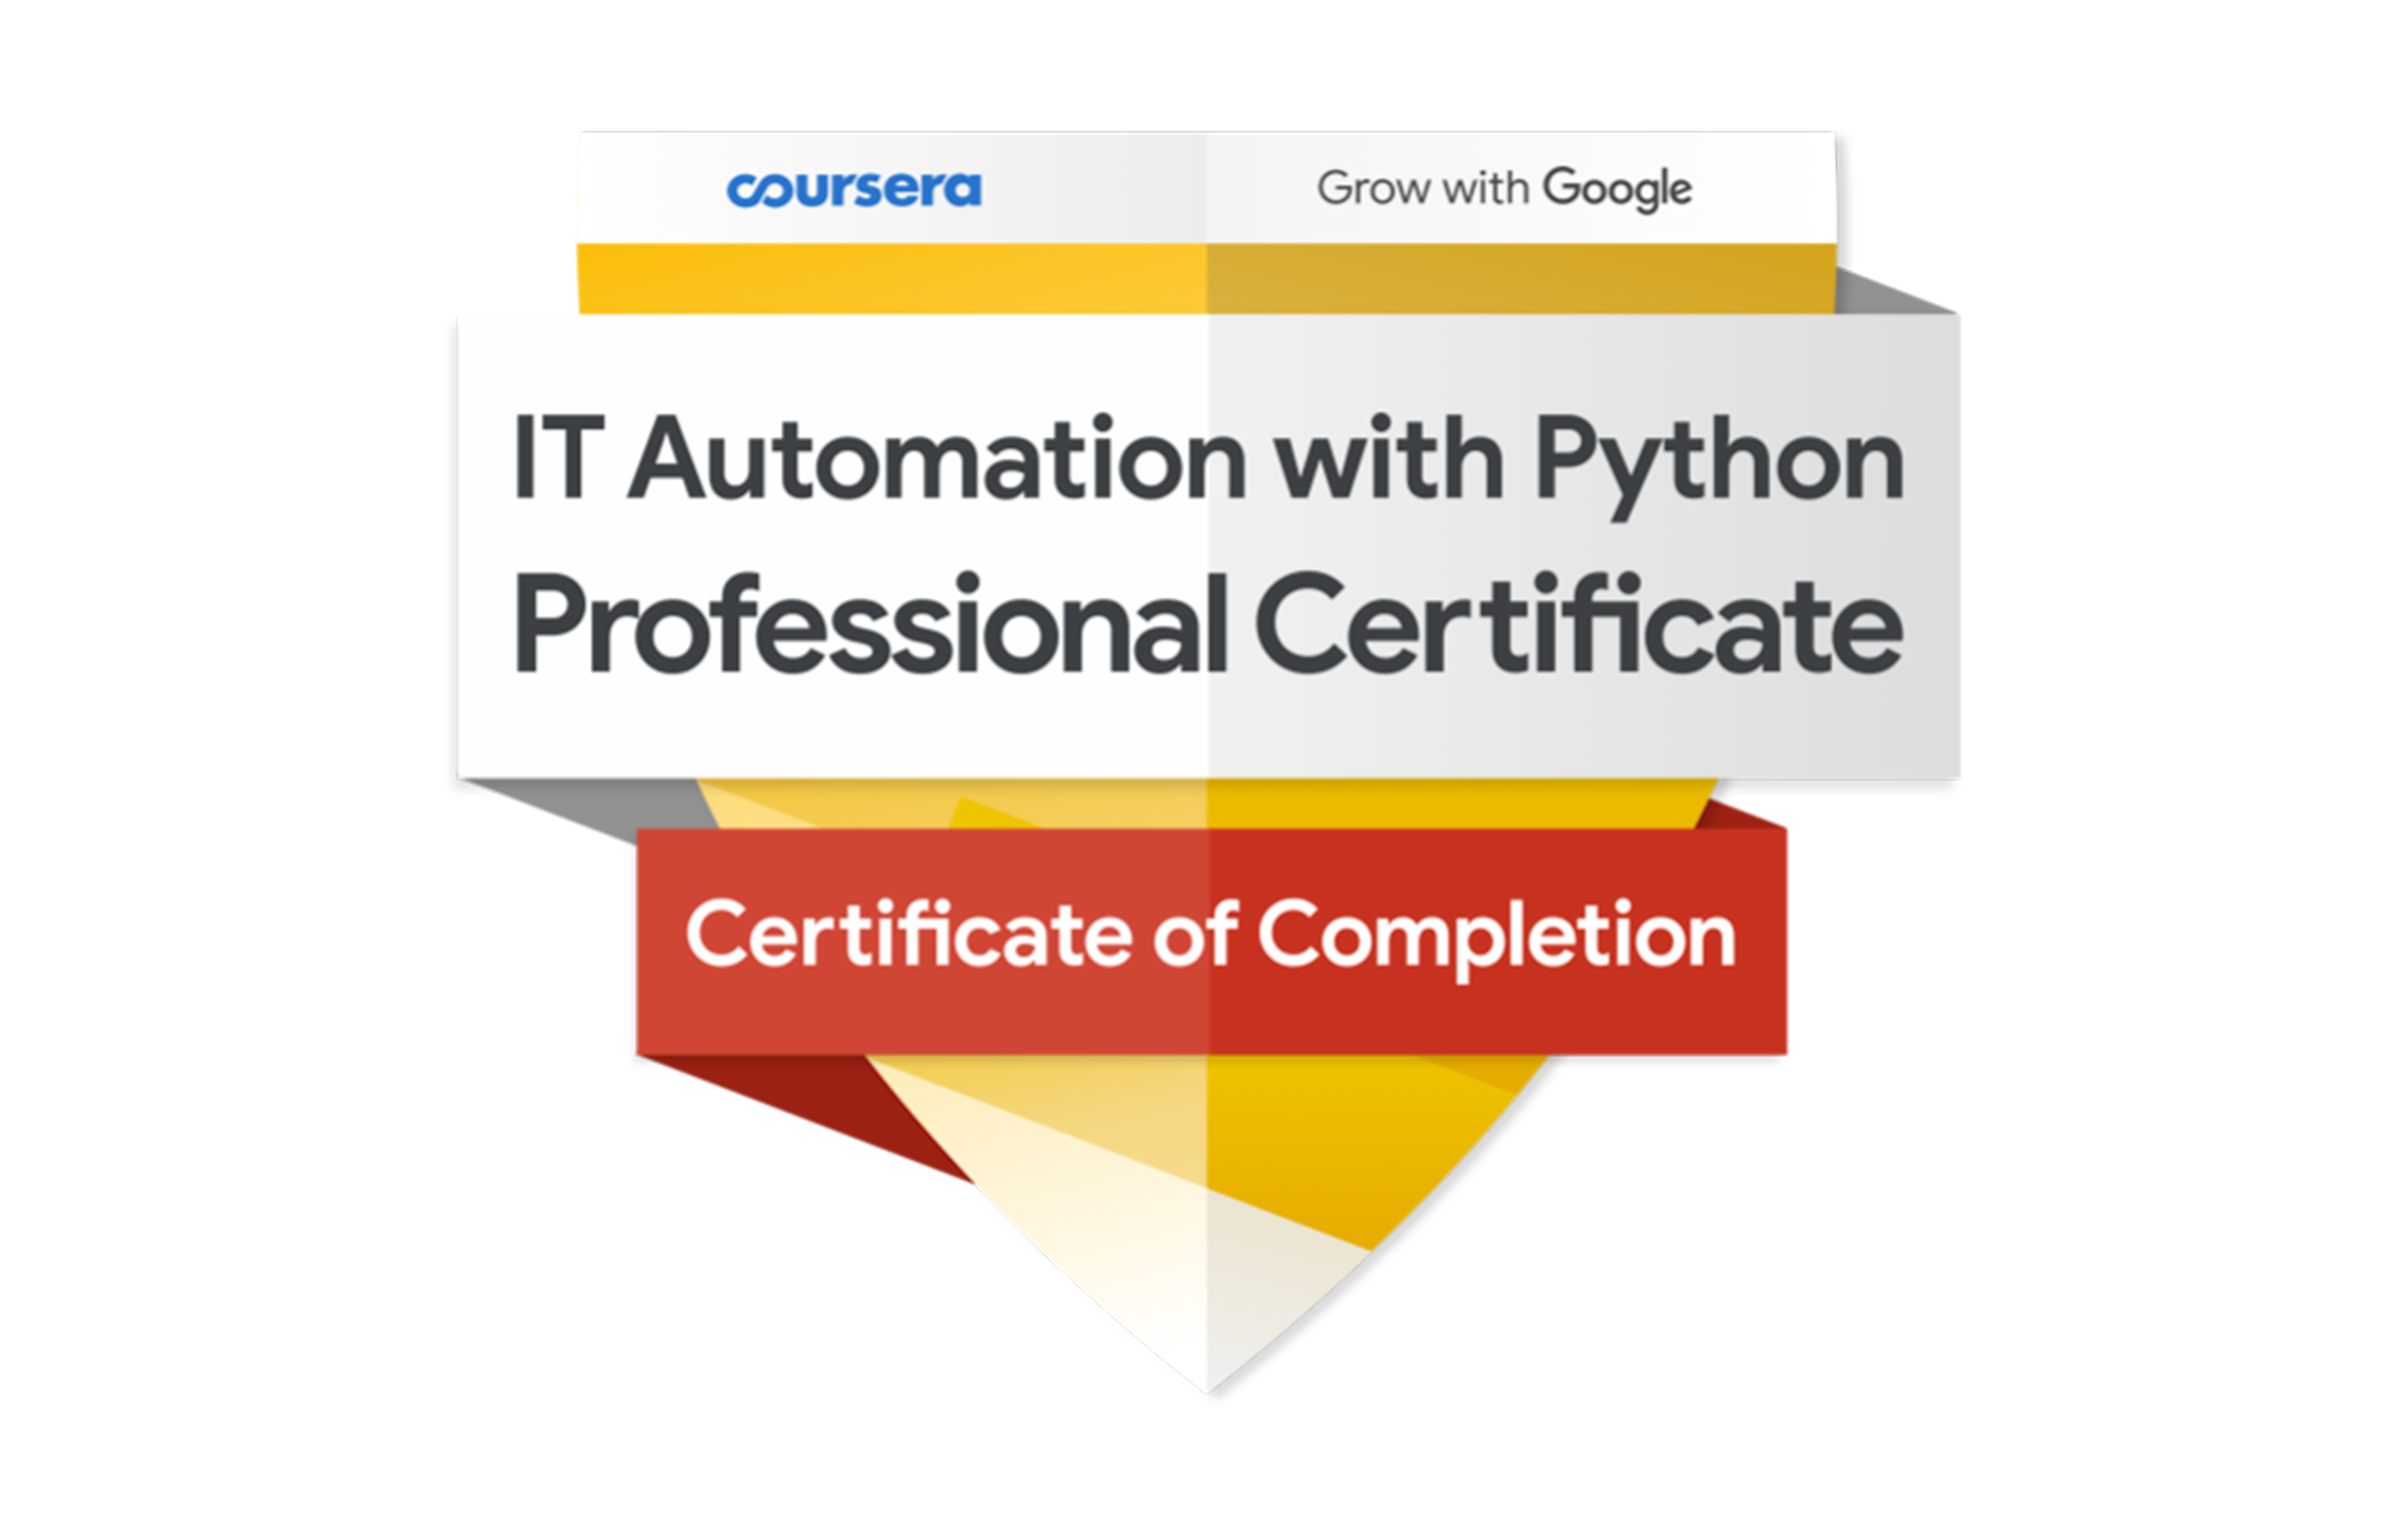 coursera
Grow with Google
IT Automation with Python
Professional Certificate
Certificate of Completion